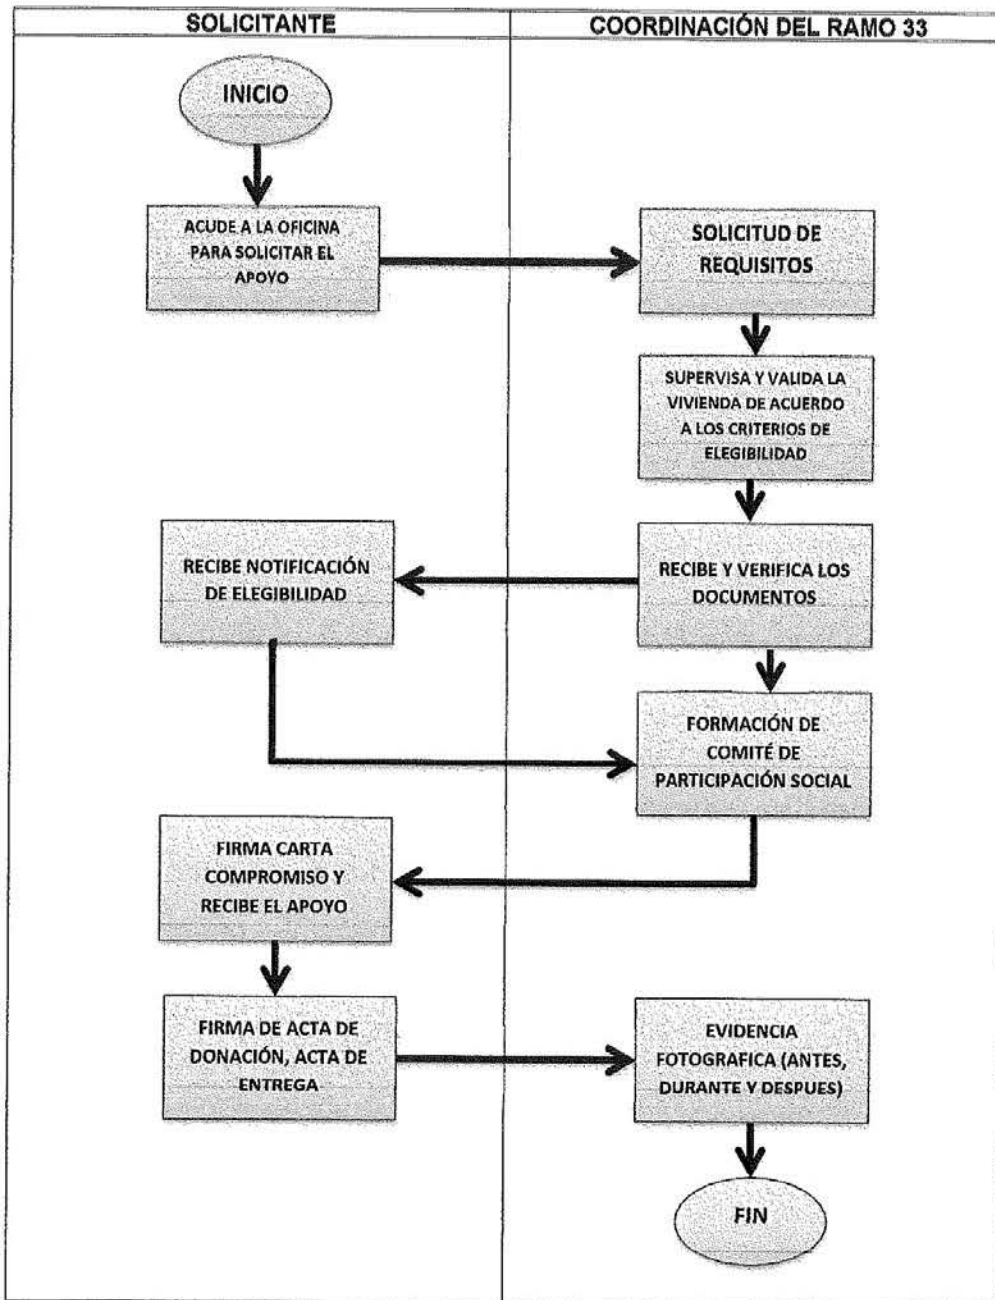 SOLICITANTE
COORDINACIÓN DEL RAMO 33
INICIO
ACUDE A LA OFICINA
PARA SOLICITAR EL
APOYO
SOLICITUD DE
REQUISITOS
SUPERVISA Y VALIDA LA
VIVIENDA DE ACUERDO
A LOS CRITERIOS DE
ELEGIBILIDAD
RECIBE NOTIFICACIÓN
DE ELEGIBILIDAD
RECIBE Y VERIFICA LOS
DOCUMENTOS
FORMACIÓN DE
COMITÉ DE
PARTICIPACIÓN SOCIAL
FIRMA CARTA
COMPROMISO Y
RECIBE EL APOYO
FIRMA DE ACTA DE
DONACIÓN, ACTA DE
ENTREGA
EVIDENCIA
FOTOGRAFICA (ANTES,
DURANTE Y DESPUES)
FIN